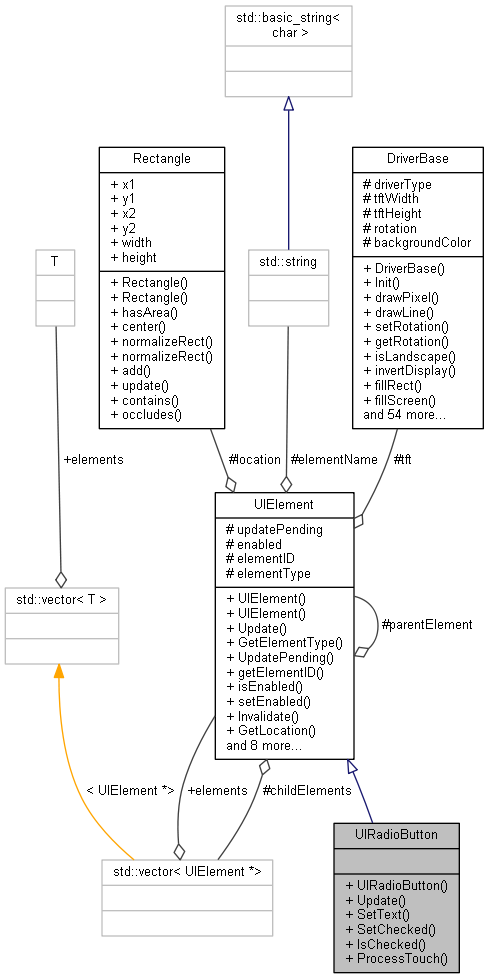 std::basic_string<
char >
Rectangle
+ x1
+ y1
+ x2
+ y2
+ width
+ height
+ Rectangle()
+ Rectangle()
+ hasArea()
+ center()
+ normalizeRect()
+ normalizeRect()
+ add()
+ update()
+ contains()
+ occludes()
DriverBase
# driverType
# tftWidth
# tftHeight
# rotation
# backgroundColor
+ DriverBase()
+ Init()
+ drawPixel()
+ drawLine()
+ setRotation()
+ getRotation()
+ isLandscape()
+ invertDisplay()
+ fillRect()
+ fillScreen()
and 54 more...
T
std::string
+elements
#location
#elementName
#tft
UIElement
# updatePending
# enabled
# elementID
# elementType
+ UIElement()
+ UIElement()
+ Update()
+ GetElementType()
+ UpdatePending()
+ getElementID()
+ isEnabled()
+ setEnabled()
+ Invalidate()
+ GetLocation()
and 8 more...
std::vector< T >
#parentElement
< UIElement *>
+elements
#childElements
std::vector< UIElement *>
UIRadioButton
+ UIRadioButton()
+ Update()
+ SetText()
+ SetChecked()
+ IsChecked()
+ ProcessTouch()